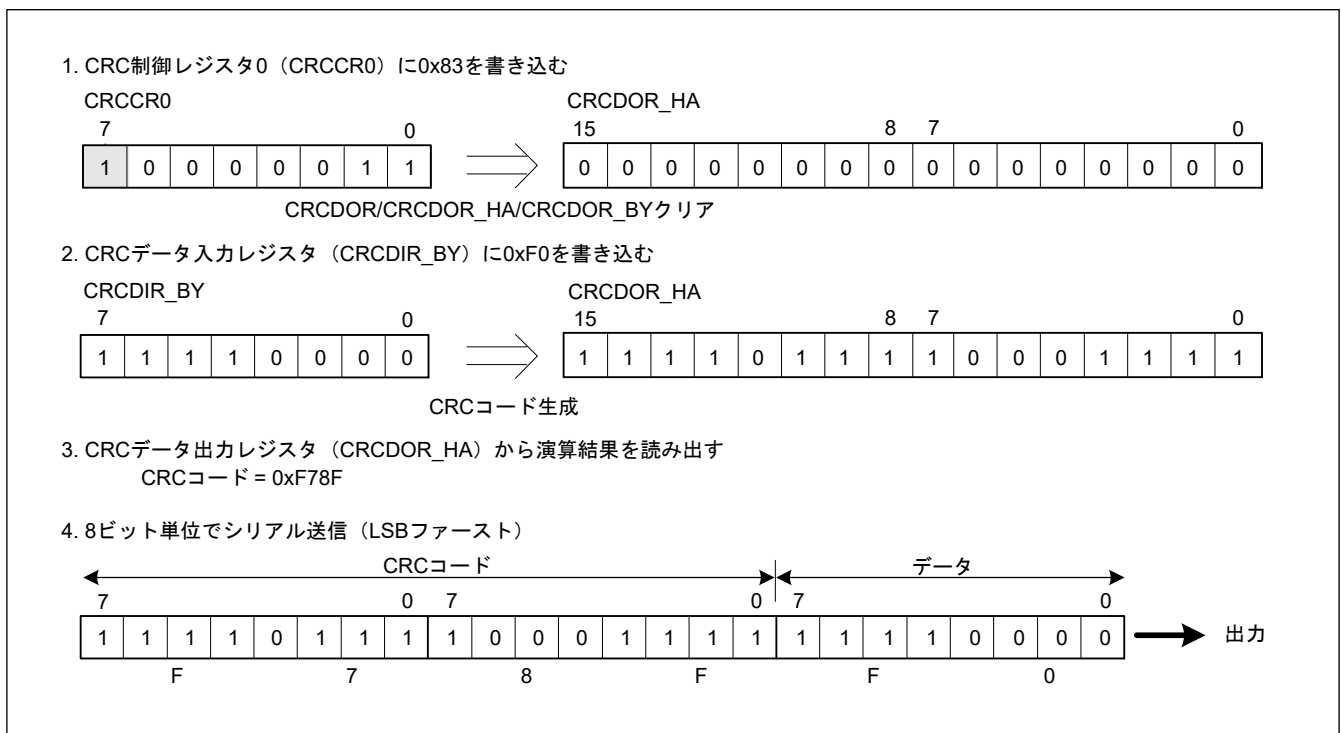 1. CRC制御レジスタ0（CRCCR0）に0x83を書き込む
CRCCR0 CRCDOR_HA
7 0 15 8 7 0
1 0 0 0 0 0 1 1 0 0 0 0 0 0 0 0 0 0 0 0 0 0 0 0
CRCDOR/CRCDOR_HA/CRCDOR_BYクリア
2. CRCデータ入力レジスタ（CRCDIR_BY）に0xF0を書き込む
CRCDIR_BY CRCDOR_HA
7 0 15 8 7 0
1 1 1 1 0 0 0 0 1 1 1 1 0 1 1 1 1 0 0 0 1 1 1 1
CRCコード生成
3. CRCデータ出力レジスタ（CRCDOR_HA）から演算結果を読み出す
CRCコード = 0xF78F
4. 8ビット単位でシリアル送信（LSBファースト）
CRCコード データ
7 0 7 0 7 0
1 1 1 1 0 1 1 1 1 0 0 0 1 1 1 1 1 1 1 1 0 0 0 0 出力
F 7 8 F F 0